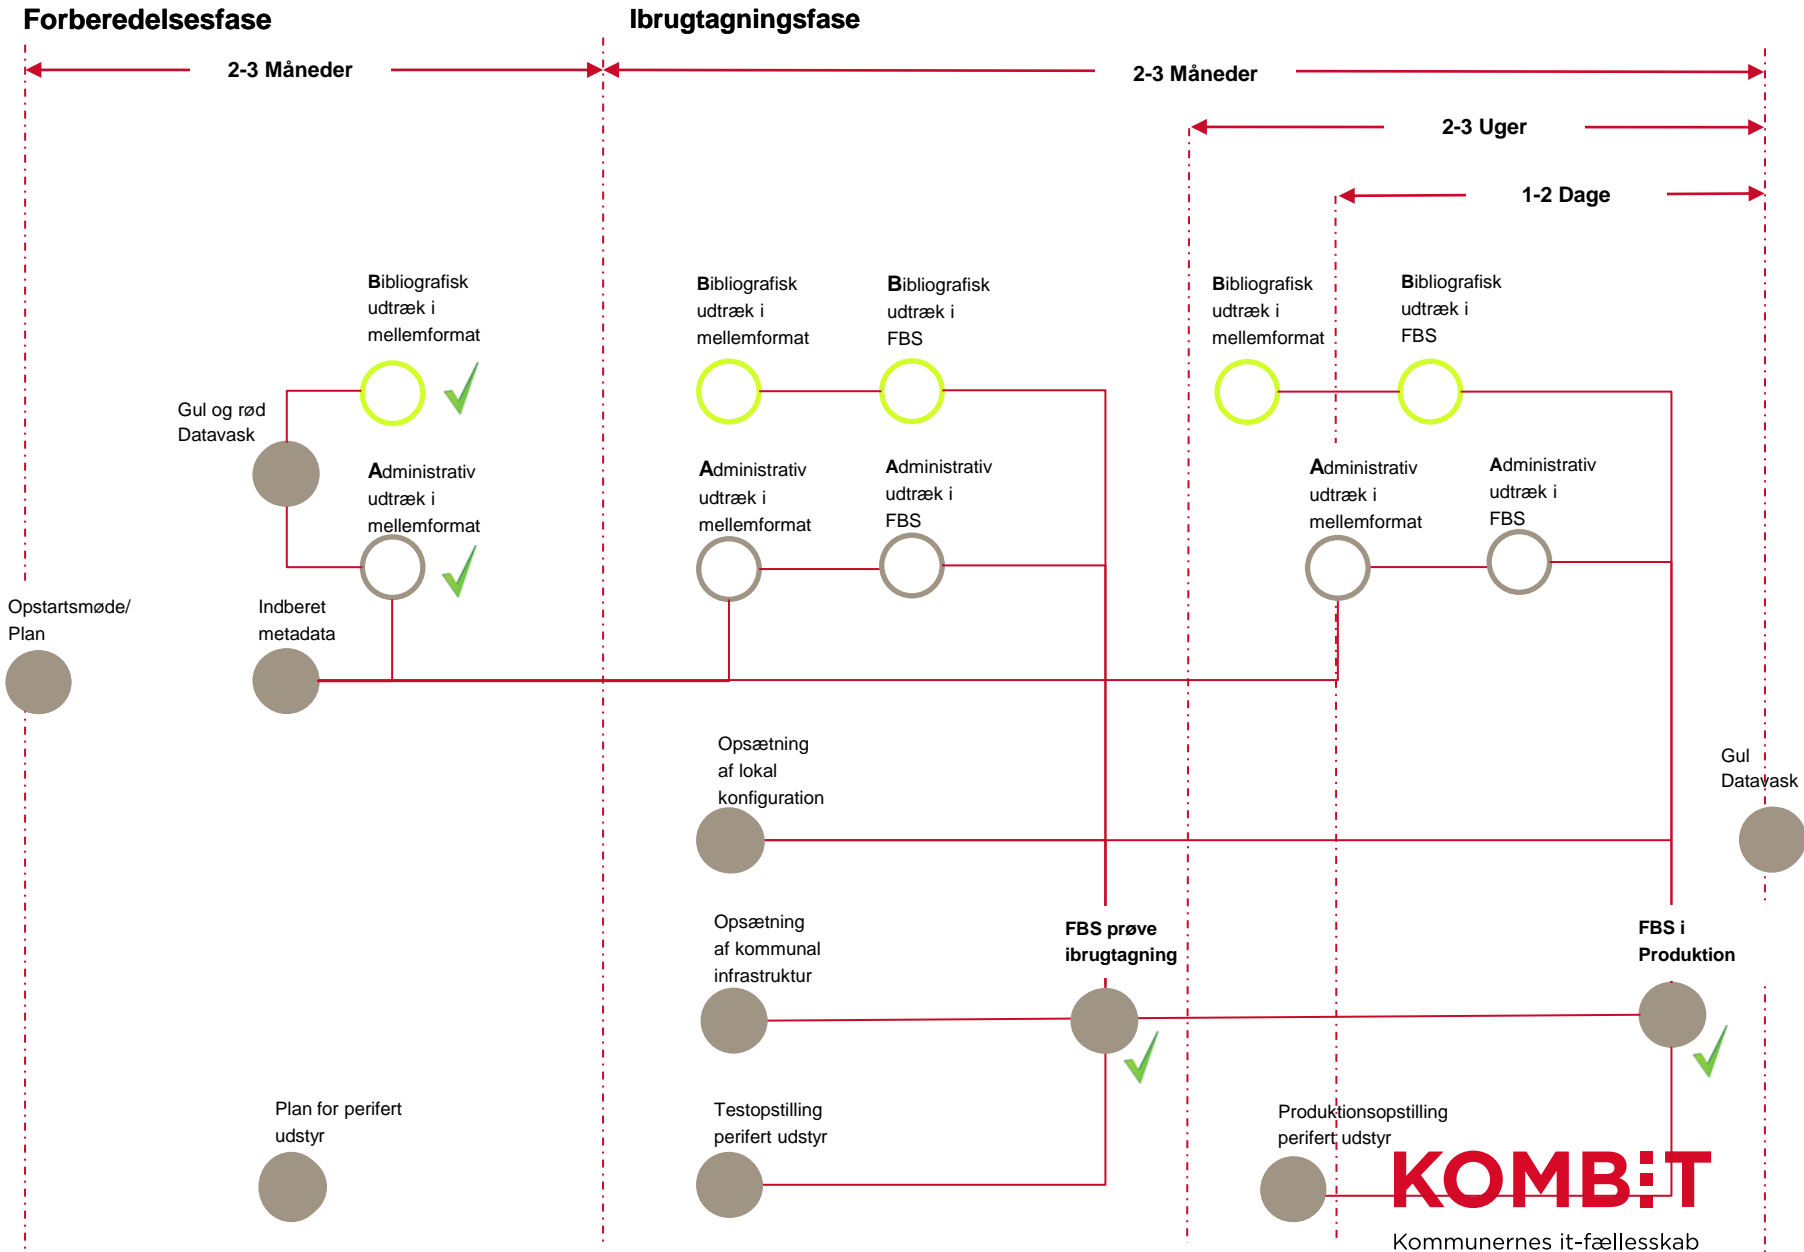 Forberedelsesfase
Ibrugtagningsfase
2-3 Måneder
2-3 Måneder
2-3 Uger
1-2 Dage
Bibliografisk
udtræk i
mellemformat
Bibliografisk
udtræk i
mellemformat
Bibliografisk
udtræk i
FBS
Bibliografisk
udtræk i
mellemformat
Bibliografisk
udtræk i
FBS
Gul og rød
Datavask
Administrativ
udtræk i
mellemformat
Administrativ
udtræk i
mellemformat
Administrativ
udtræk i
FBS
Administrativ
udtræk i
mellemformat
Administrativ
udtræk i
FBS
Opstartsmøde/
Plan
Indberet
metadata
Opsætning
af lokal
konfiguration
Gul
Datavask
Opsætning
af kommunal
infrastruktur
FBS prøve
ibrugtagning
FBS i
Produktion
Plan for perifert
udstyr
Testopstilling
perifert udstyr
Produktionsopstilling
perifert udstyr
KOMBIT
Kommunernes it-fællesskab